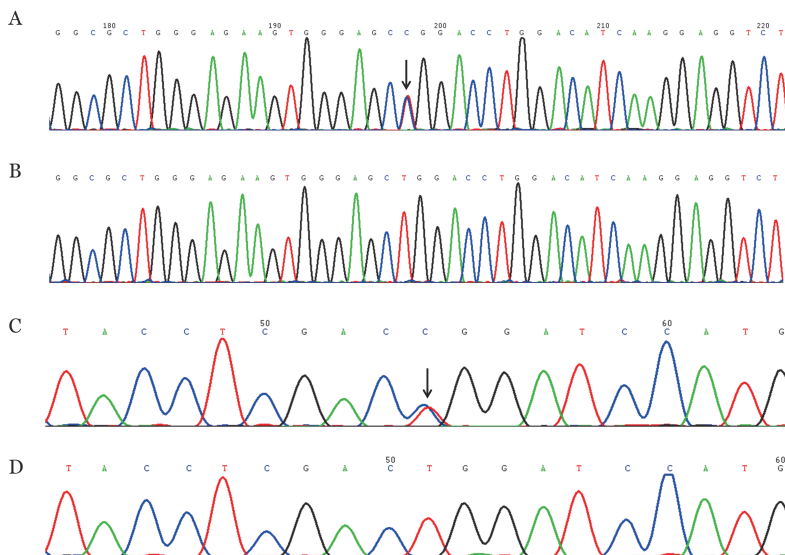 A
180 190 200 210 220
G G C G C T G G G A G A A G T G G G A G C C G G A C C T G G A C A T C A A G G A G G T C T
B
G G C G C T G G G A G A A G T G G G A G C T G G A C C T G G A C A T C A A G G A G G T C T
C
50 60
T A C C T C G A C C G G A T C C A T G
D
50 60
T A C C T C G A C T G G A T C C A T G